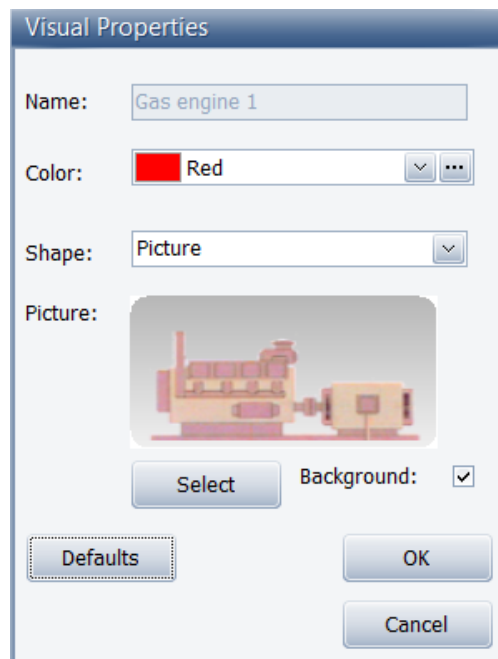 Visual Properties
Name: Gas engine 1
Color: Red
Shape: Picture
Picture:
Select Background:
Defaults OK
Cancel